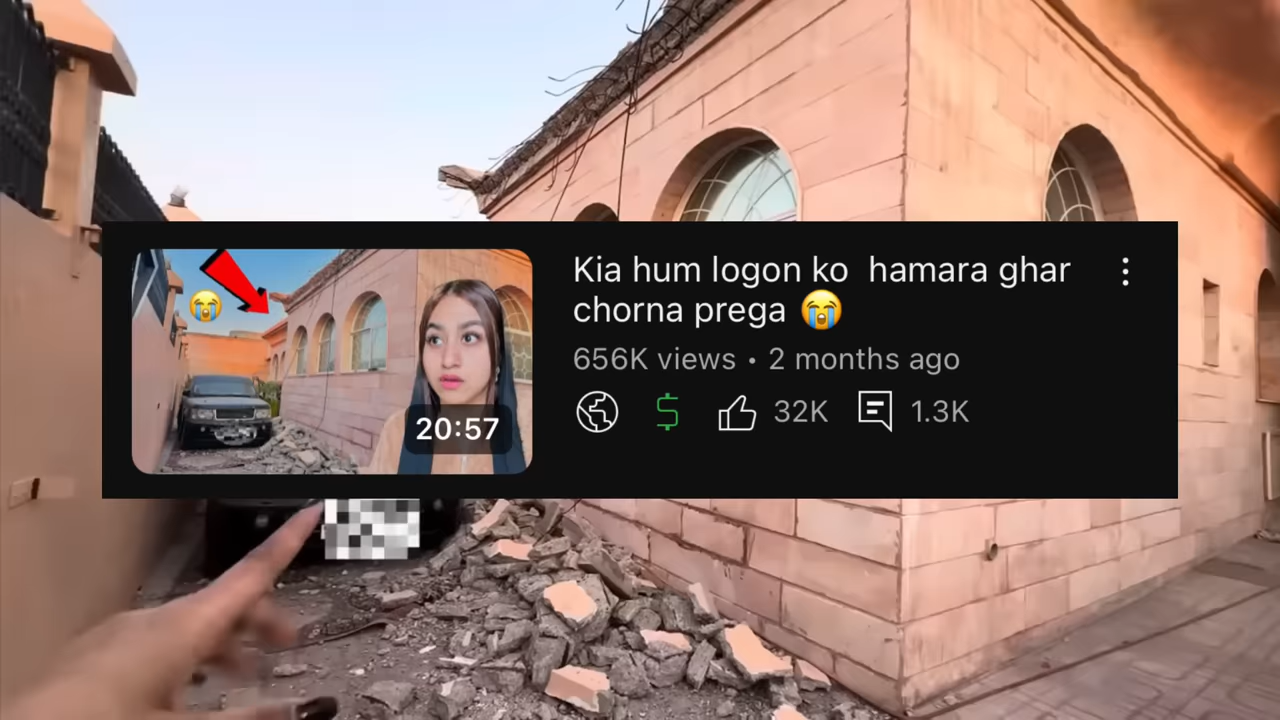 Kia hum logon ko  hamara ghar
chorna prega 😭
656K views • 2 months ago
32K 1.3K
20:57